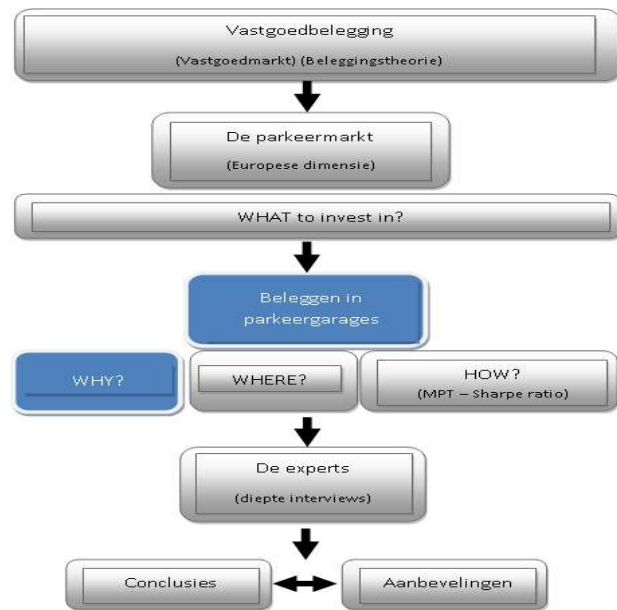 Vastgoedbelegging
(Vastgoedmarkt) (Beleggingstheorie)
De parkeermarkt
(Europese dimensie)
WHAT to invest in?
Beleggen in
parkeergarages
WHY?
WHERE?
HOW?
(MPT – Sharpe ratio)
De experts
(diepte interviews)
Conclusies
Aanbevelingen